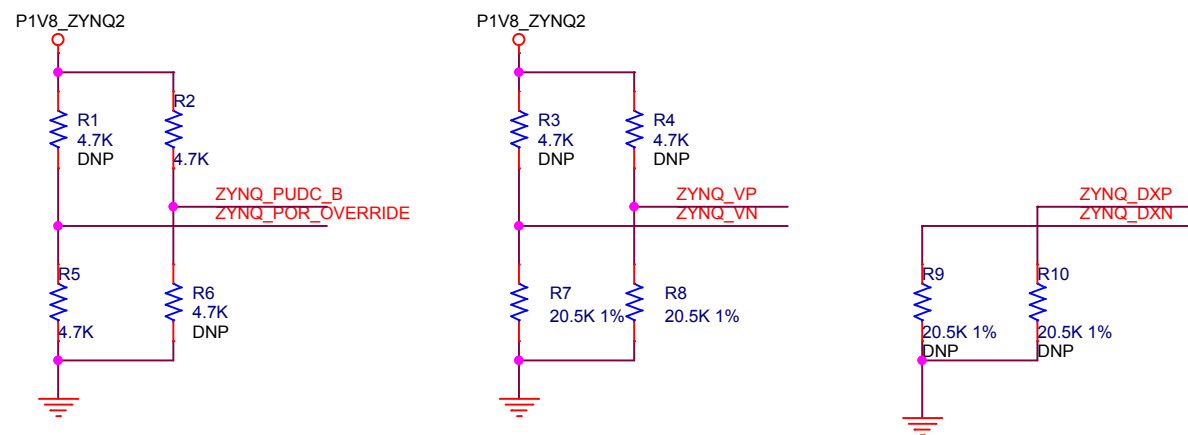 P1V8_ZYNQ2
R1
4.7K
DNP
R2
4.7K
ZYNQ_PUDC_B
ZYNQ_POR_OVERRIDE
R5
4.7K
R6
4.7K
DNP
P1V8_ZYNQ2
R3
4.7K
DNP
R4
4.7K
DNP
ZYNQ_VP
ZYNQ_VN
R7
20.5K 1%
R8
20.5K 1%
ZYNQ_DXP
ZYNQ_DXN
R9
20.5K 1%
DNP
R10
20.5K 1%
DNP